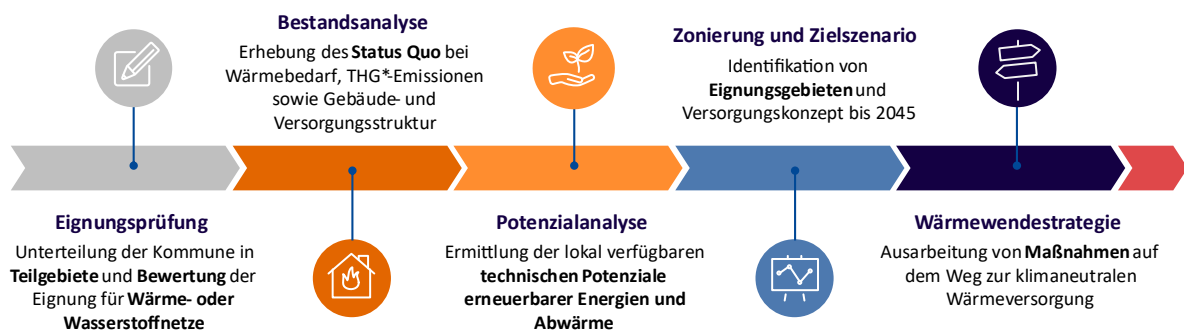 Eignungsprüfung
Unterteilung der Kommune in
Teilgebiete und Bewertung der
Eignung für Wärme- oder
Wasserstoffnetze
Bestandsanalyse
Erhebung des Status Quo bei
Wärmebedarf, THG*-Emissionen
sowie Gebäude- und
Versorgungsstruktur
Potenzialanalyse
Ermittlung der lokal verfügbaren
technischen Potenziale
erneuerbarer Energien und
Abwärme
Zonierung und Zielszenario
Identifikation von
Eignungsgebieten und
Versorgungskonzept bis 2045
Wärmewendestrategie
Ausarbeitung von Maßnahmen auf
dem Weg zur klimaneutralen
Wärmeversorgung